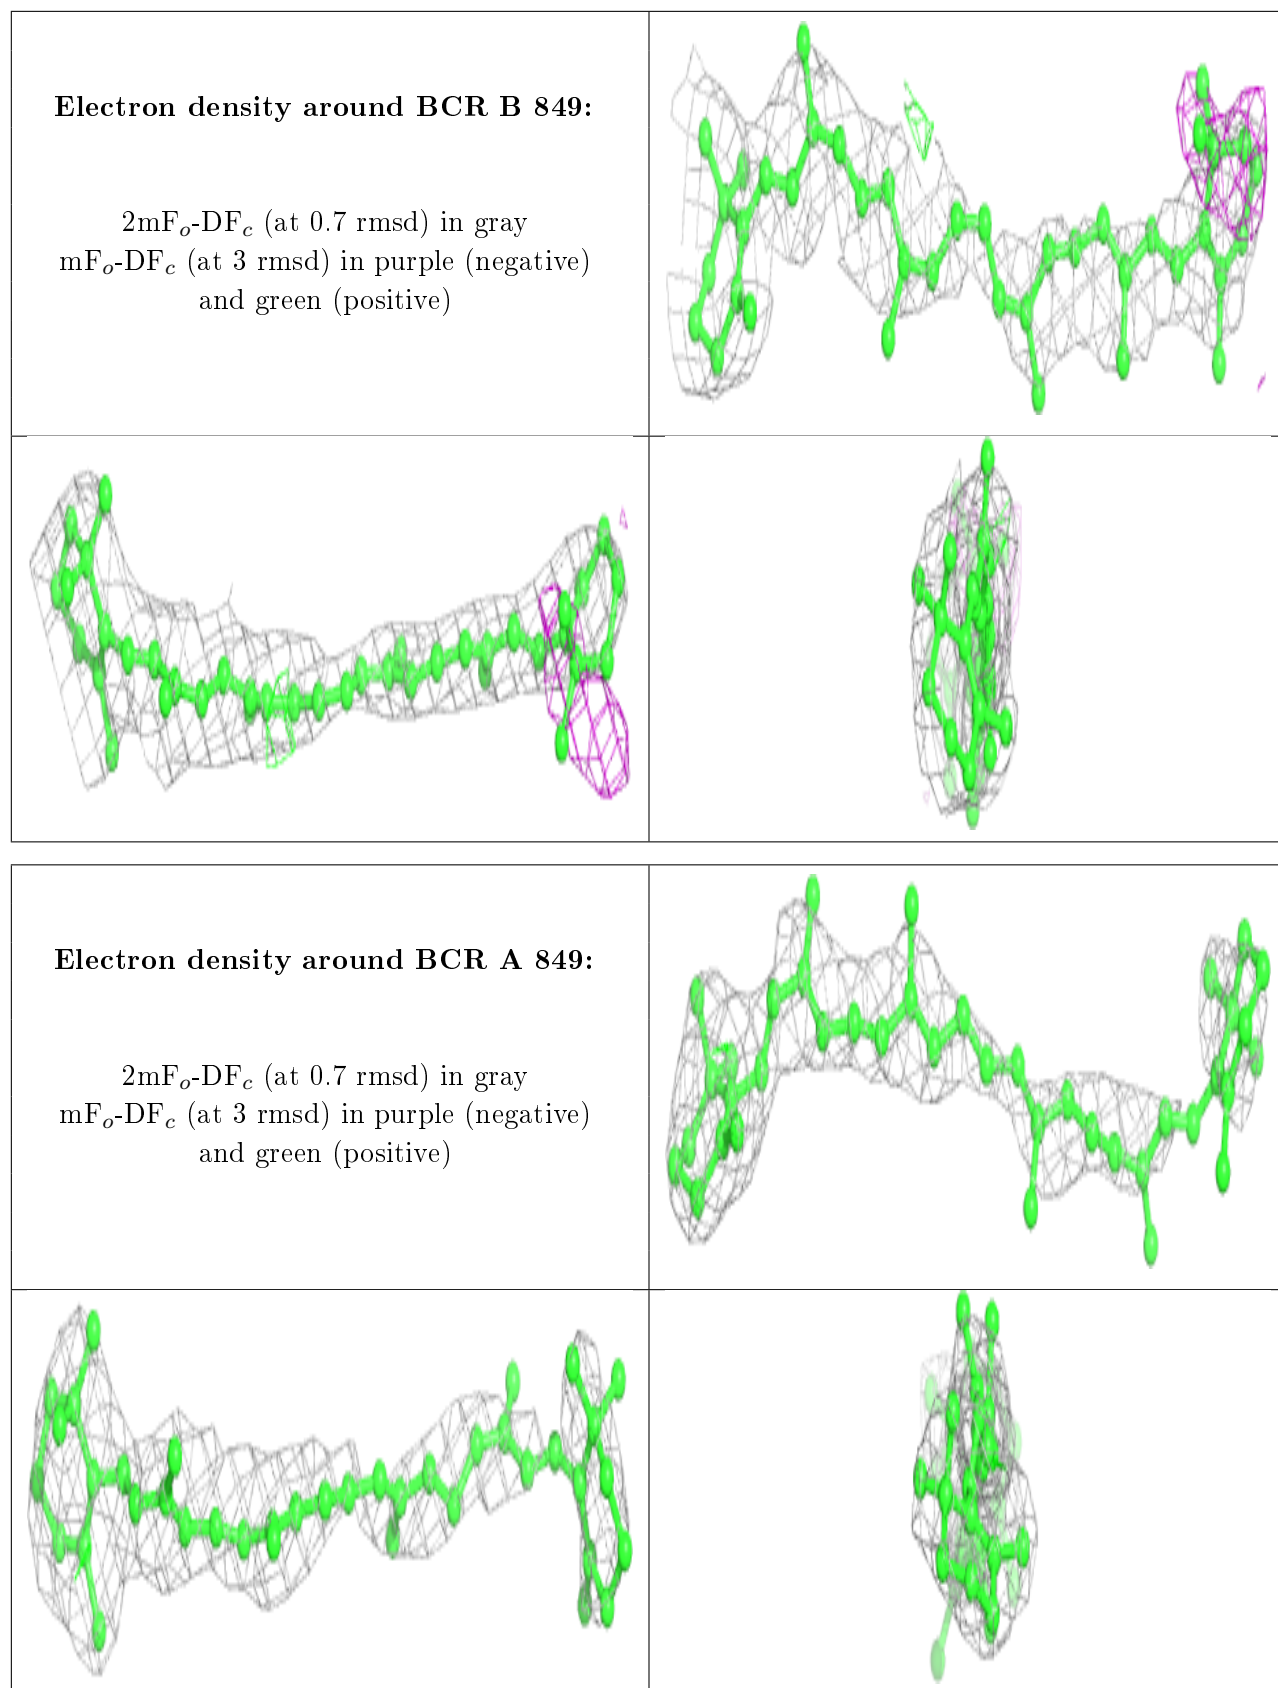 Electron density around BCR B 849:
2mFₒ-DF𝒸 (at 0.7 rmsd) in gray
mFₒ-DF𝒸 (at 3 rmsd) in purple (negative)
and green (positive)
Electron density around BCR A 849:
2mFₒ-DF𝒸 (at 0.7 rmsd) in gray
mFₒ-DF𝒸 (at 3 rmsd) in purple (negative)
and green (positive)